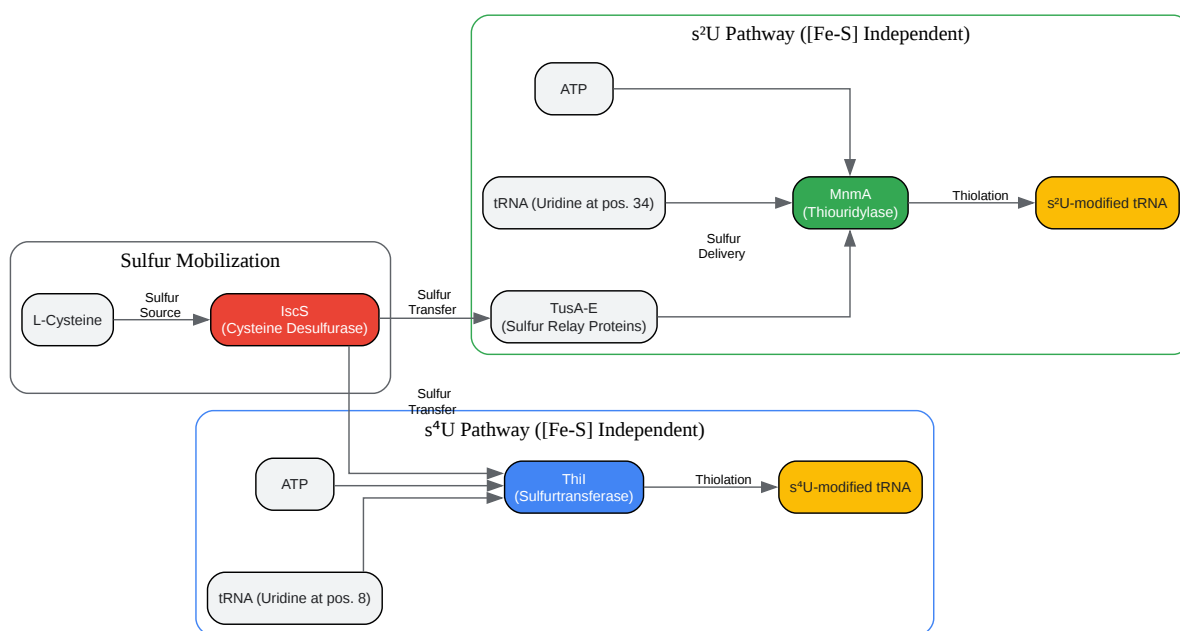 s²U Pathway ([Fe-S] Independent)
ATP
tRNA (Uridine at pos. 34)
MnmA
(Thiouridylase)
Thiolation
s²U-modified tRNA
Sulfur
Delivery
Sulfur Mobilization
L-Cysteine
Sulfur
Source
IscS
(Cysteine Desulfurase)
Sulfur
Transfer
TusA-E
(Sulfur Relay Proteins)
Sulfur
Transfer
s⁴U Pathway ([Fe-S] Independent)
ATP
ThiI
(Sulfurtransferase)
Thiolation
s⁴U-modified tRNA
tRNA (Uridine at pos. 8)